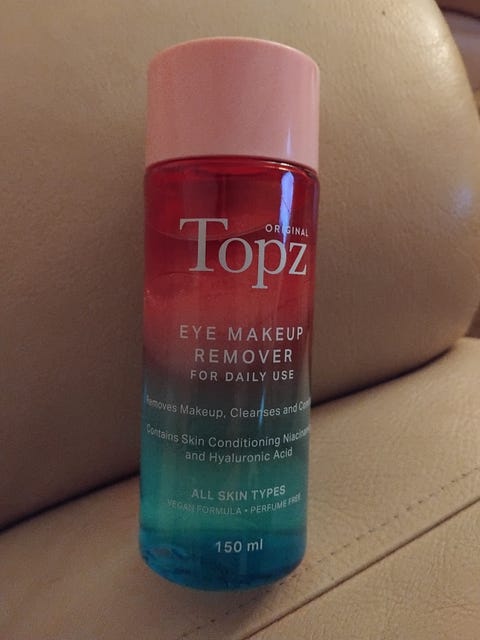 ORIGINAL
Topz
EYE MAKEUP
REMOVER
FOR DAILY USE
Removes Makeup, Cleanses and
Contains Skin Conditioning
and Hyaluronic Acid
ALL SKIN TYPES
VEGAN FORMULA • PERFUME FREE
150 ml